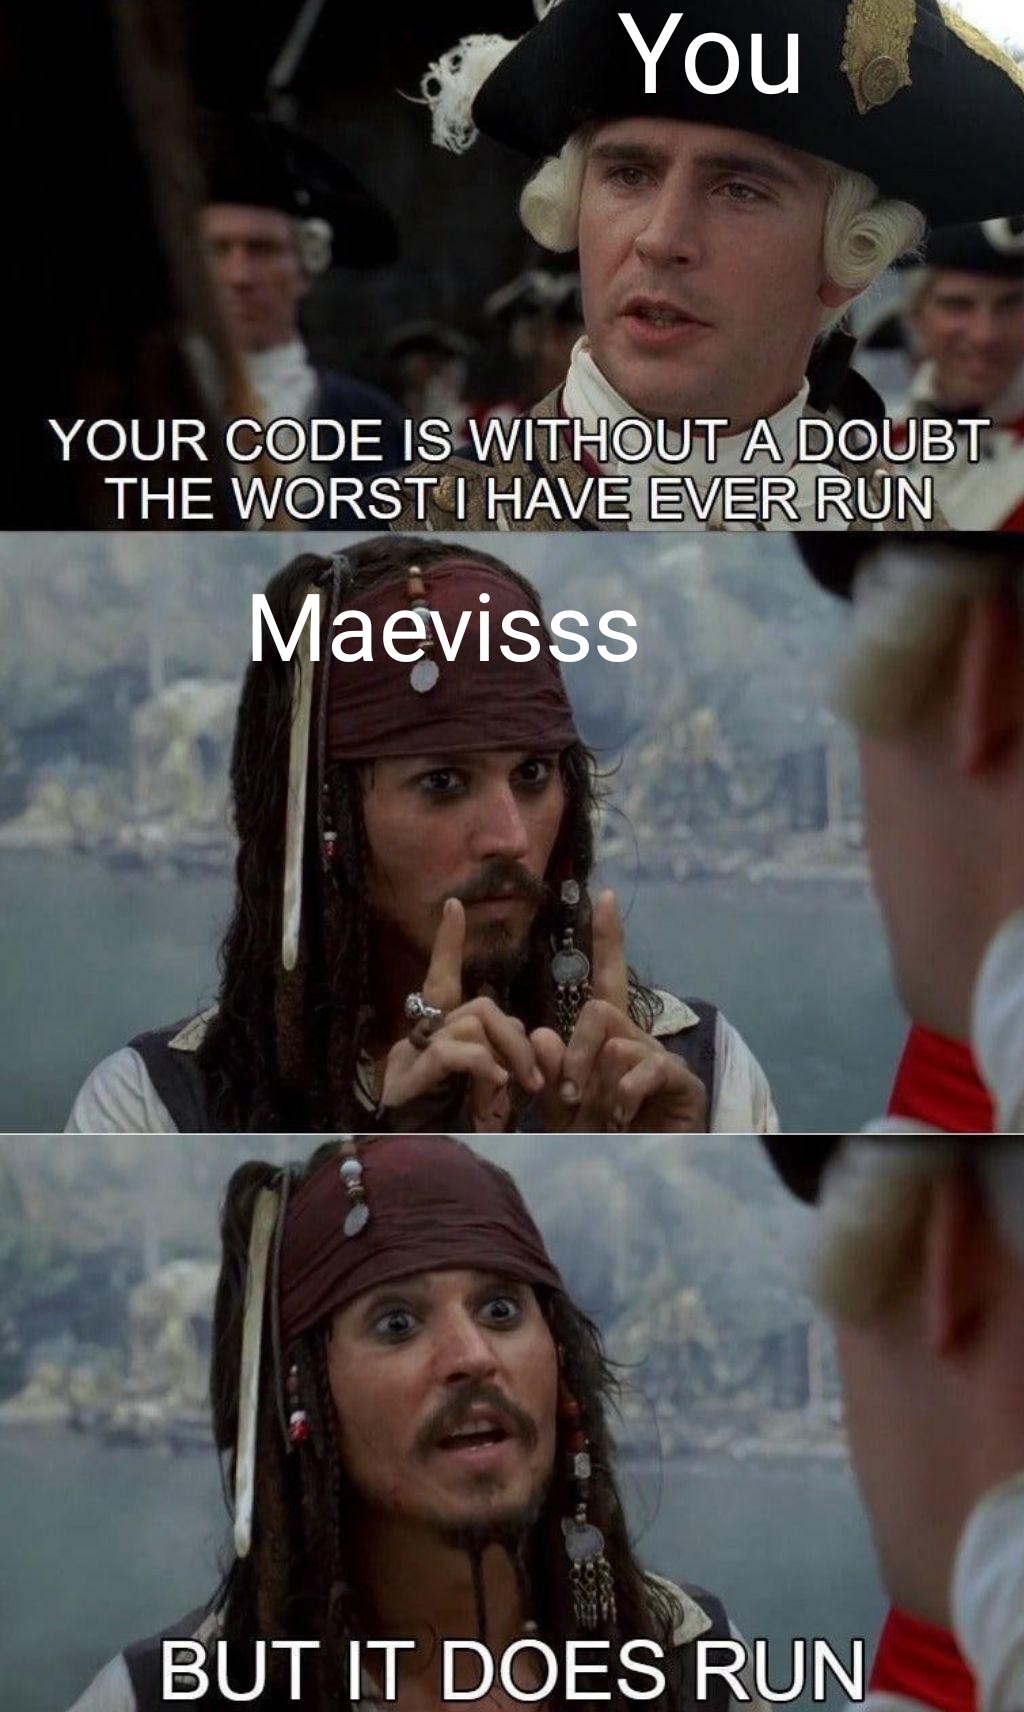 You
YOUR CODE IS WITHOUT A DOUBT
THE WORST I HAVE EVER RUN
Maevisss
BUT IT DOES RUN